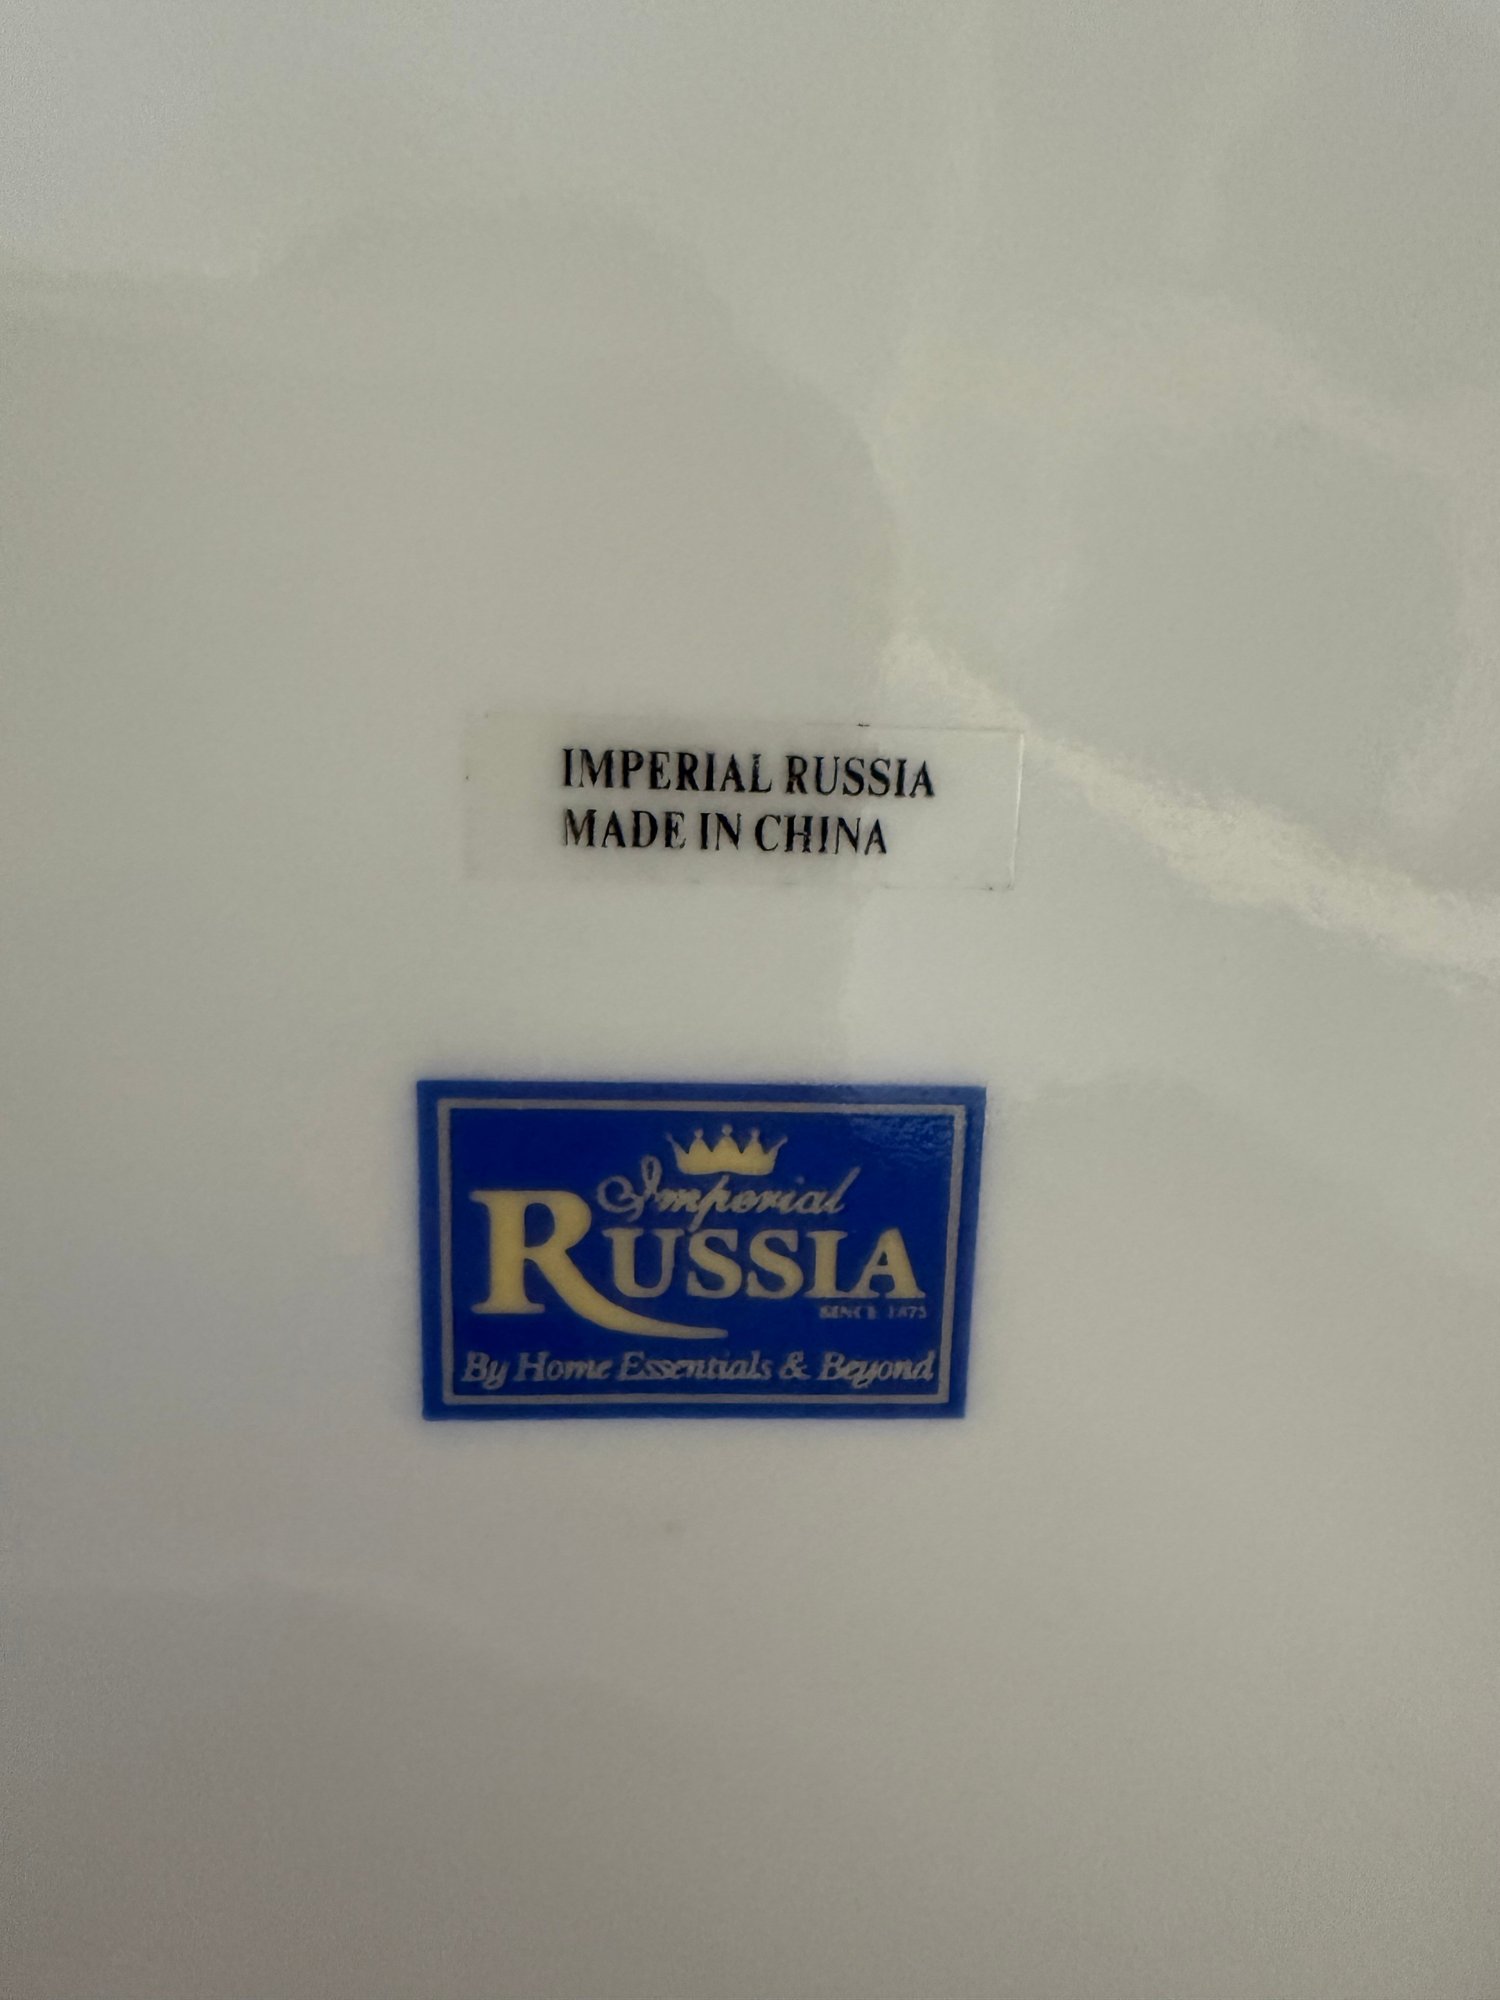 IMPERIAL RUSSIA
MADE IN CHINA
Imperial
RUSSIA
SINCE 1875
By Home Essentials & Beyond